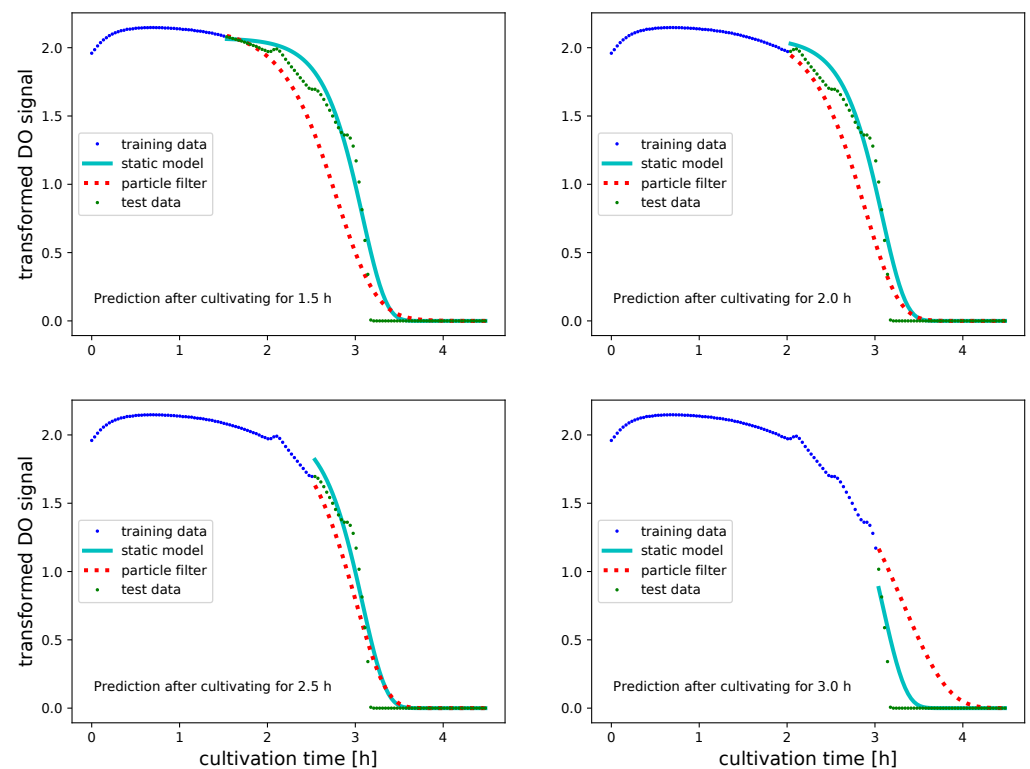 transformed DO signal
2.0
1.5
1.0
0.5
0.0
training data
static model
particle filter
test data
Prediction after cultivating for 1.5 h
0 1 2 3 4
2.0
1.5
1.0
0.5
0.0
training data
static model
particle filter
test data
Prediction after cultivating for 2.0 h
0 1 2 3 4
transformed DO signal
2.0
1.5
1.0
0.5
0.0
training data
static model
particle filter
test data
Prediction after cultivating for 2.5 h
0 1 2 3 4
cultivation time [h]
2.0
1.5
1.0
0.5
0.0
training data
static model
particle filter
test data
Prediction after cultivating for 3.0 h
0 1 2 3 4
cultivation time [h]